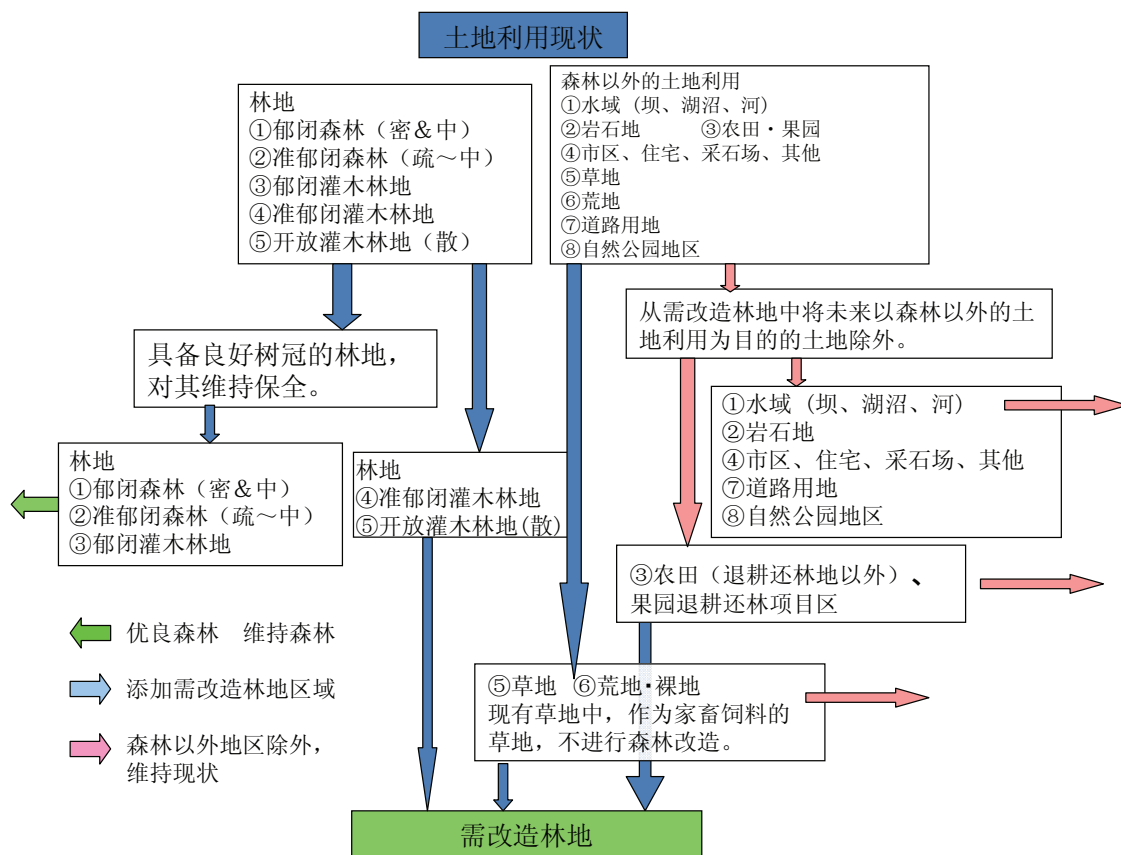 土地利用现状
林地
①郁闭森林（密＆中）
②准郁闭森林（疏～中）
③郁闭灌木林地
④准郁闭灌木林地
⑤开放灌木林地（散）
森林以外的土地利用
①水域 (坝、湖沼、河)
②岩石地 ③农田・果园
④市区、住宅、采石场、其他
⑤草地
⑥荒地
⑦道路用地
⑧自然公园地区
从需改造林地中将未来以森林以外的土
地利用为目的的土地除外。
具备良好树冠的林地，
对其维持保全。
①水域 (坝、湖沼、河)
②岩石地
④市区、住宅、采石场、其他
⑦道路用地
⑧自然公园地区
林地
①郁闭森林（密＆中）
②准郁闭森林（疏～中）
③郁闭灌木林地
林地
④准郁闭灌木林地
⑤开放灌木林地(散)
③农田（退耕还林地以外）、
果园退耕还林项目区
优良森林 维持森林
添加需改造林地区域
森林以外地区除外，
维持现状
⑤草地 ⑥荒地・裸地
现有草地中，作为家畜饲料的
草地，不进行森林改造。
需改造林地